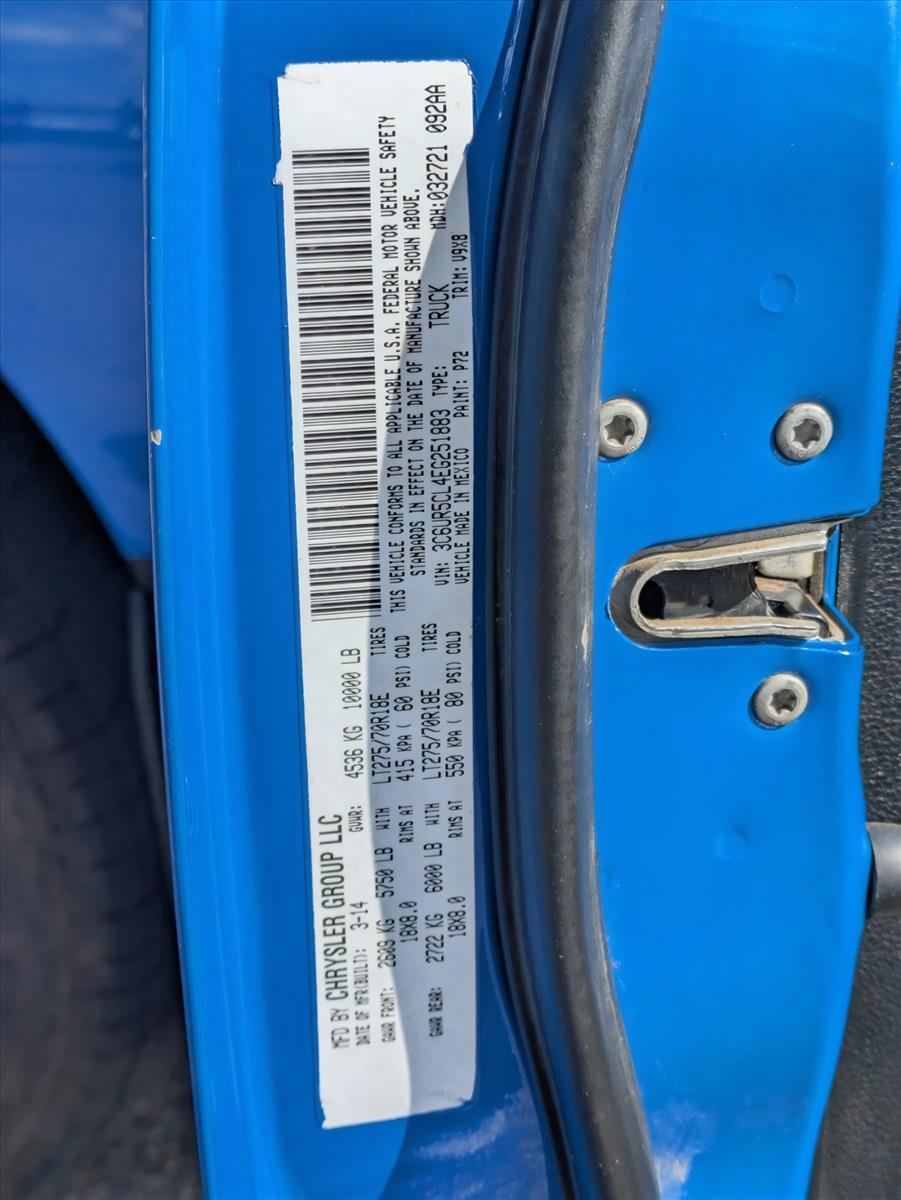 MFD BY CHRYSLER GROUP LLC
DATE OF MFR(BUILT): 3-14 GVWR: 4536 KG 10000 LB
GAWR FRONT: 2609 KG 5750 LB WITH LT275/70R18E TIRES
18X8.0 RIMS AT 415 KPA ( 60 PSI) COLD
GAWR REAR: 2722 KG 6000 LB WITH LT275/70R18E TIRES
18X8.0 RIMS AT 550 KPA ( 80 PSI) COLD
THIS VEHICLE CONFORMS TO ALL APPLICABLE U.S.A. FEDERAL MOTOR VEHICLE SAFETY
STANDARDS IN EFFECT ON THE DATE OF MANUFACTURE SHOWN ABOVE.
VIN: 3C6UR5CL4EG251883 TYPE: TRUCK MDH:032721 092AA
VEHICLE MADE IN MEXICO PAINT: P72 TRIM: V9X8